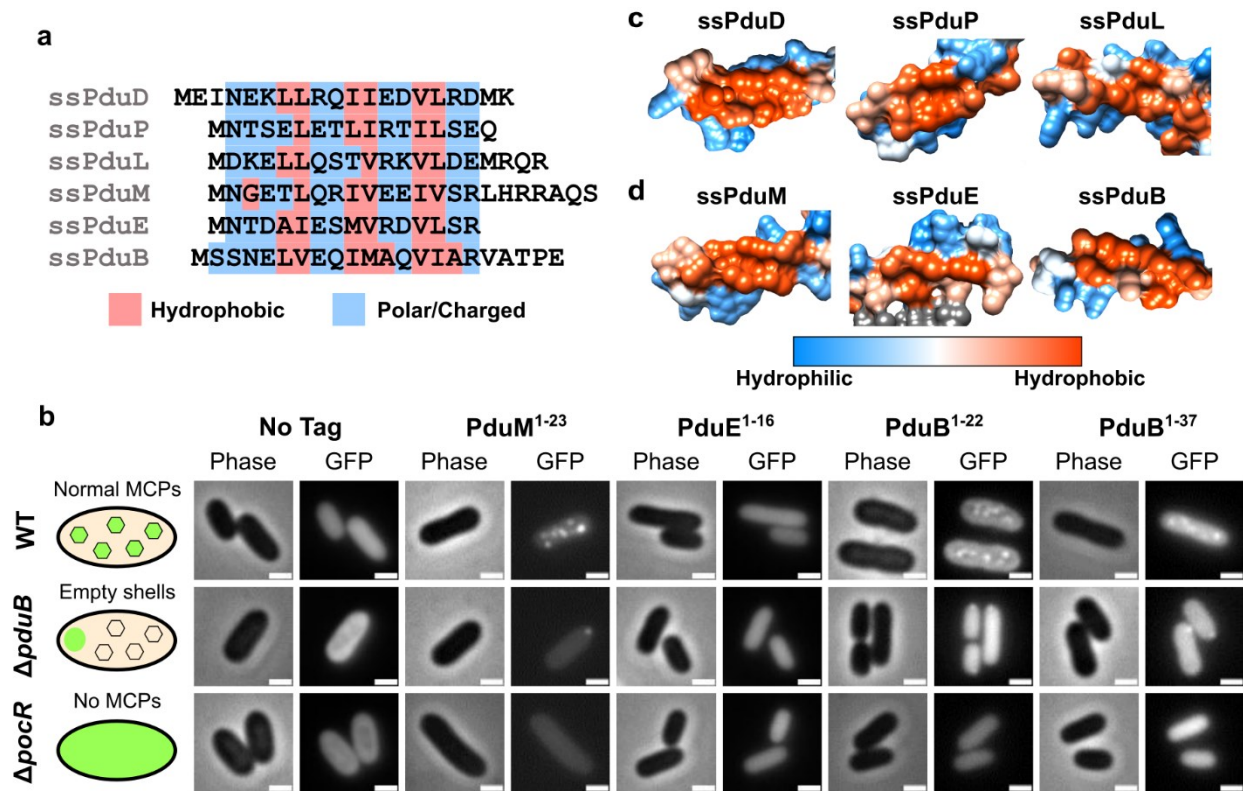 a
ssPduD MEINEKLLRQIIEDVLRDMK
ssPduP MNTSELETLIRTILSEQ
ssPduL MDKELLQSTVRKVLDEMRQR
ssPduM MNGETLQRIVEEIVSRLHRRAQS
ssPduE MNTDAIESMVRDVLSR
ssPduB MSSNELVEQIMAQVIARVATPE
Hydrophobic Polar/Charged
c
ssPduD ssPduP ssPduL
d
ssPduM ssPduE ssPduB
Hydrophilic Hydrophobic
b
No Tag PduM1-23 PduE1-16 PduB1-22 PduB1-37
Phase GFP Phase GFP Phase GFP Phase GFP Phase GFP
WT
Normal MCPs
ΔpduB
Empty shells
ΔpocR
No MCPs